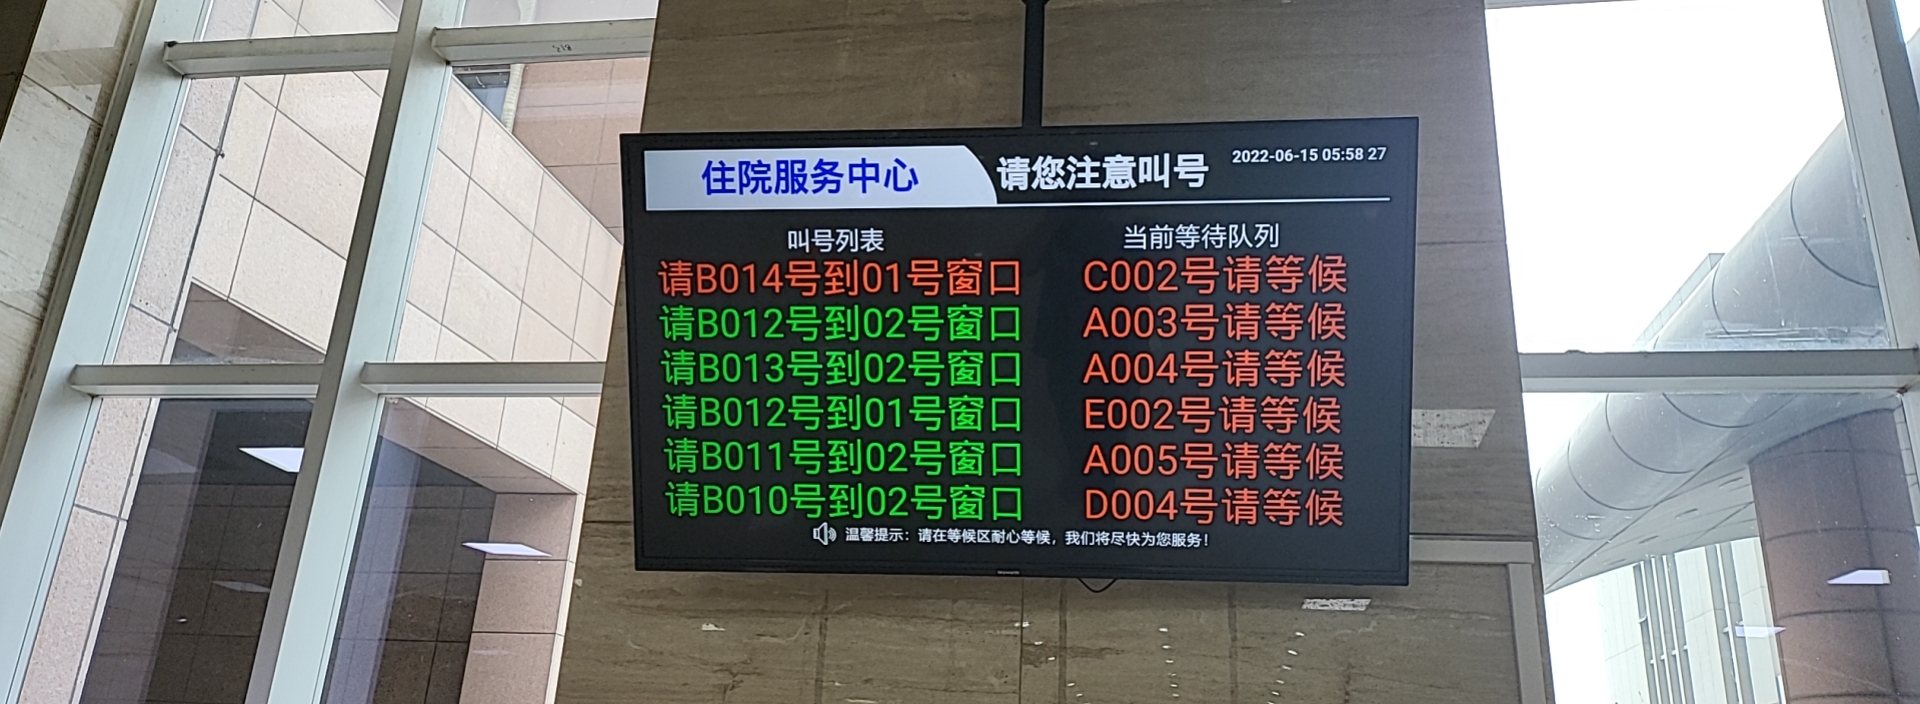 住院服务中心
请您注意叫号
2022-06-15 05:58 27
叫号列表
当前等待队列
请B014号到01号窗口
C002号请等候
请B012号到02号窗口
A003号请等候
请B013号到02号窗口
A004号请等候
请B012号到01号窗口
E002号请等候
请B011号到02号窗口
A005号请等候
请B010号到02号窗口
D004号请等候
温馨提示：请在等候区耐心等候，我们将尽快为您服务！